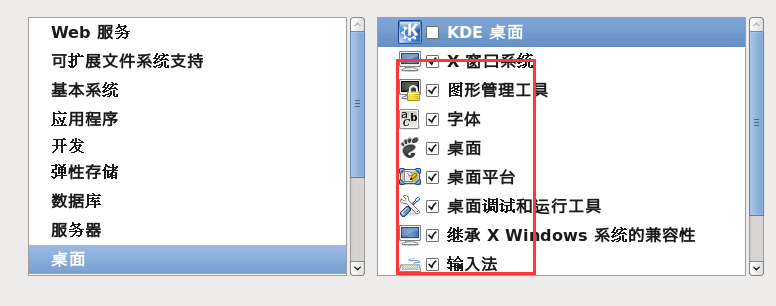 Web 服务
可扩展文件系统支持
基本系统
应用程序
开发
弹性存储
数据库
服务器
桌面
KDE 桌面
X 窗口系统
图形管理工具
字体
桌面
桌面平台
桌面调试和运行工具
继承 X Windows 系统的兼容性
输入法